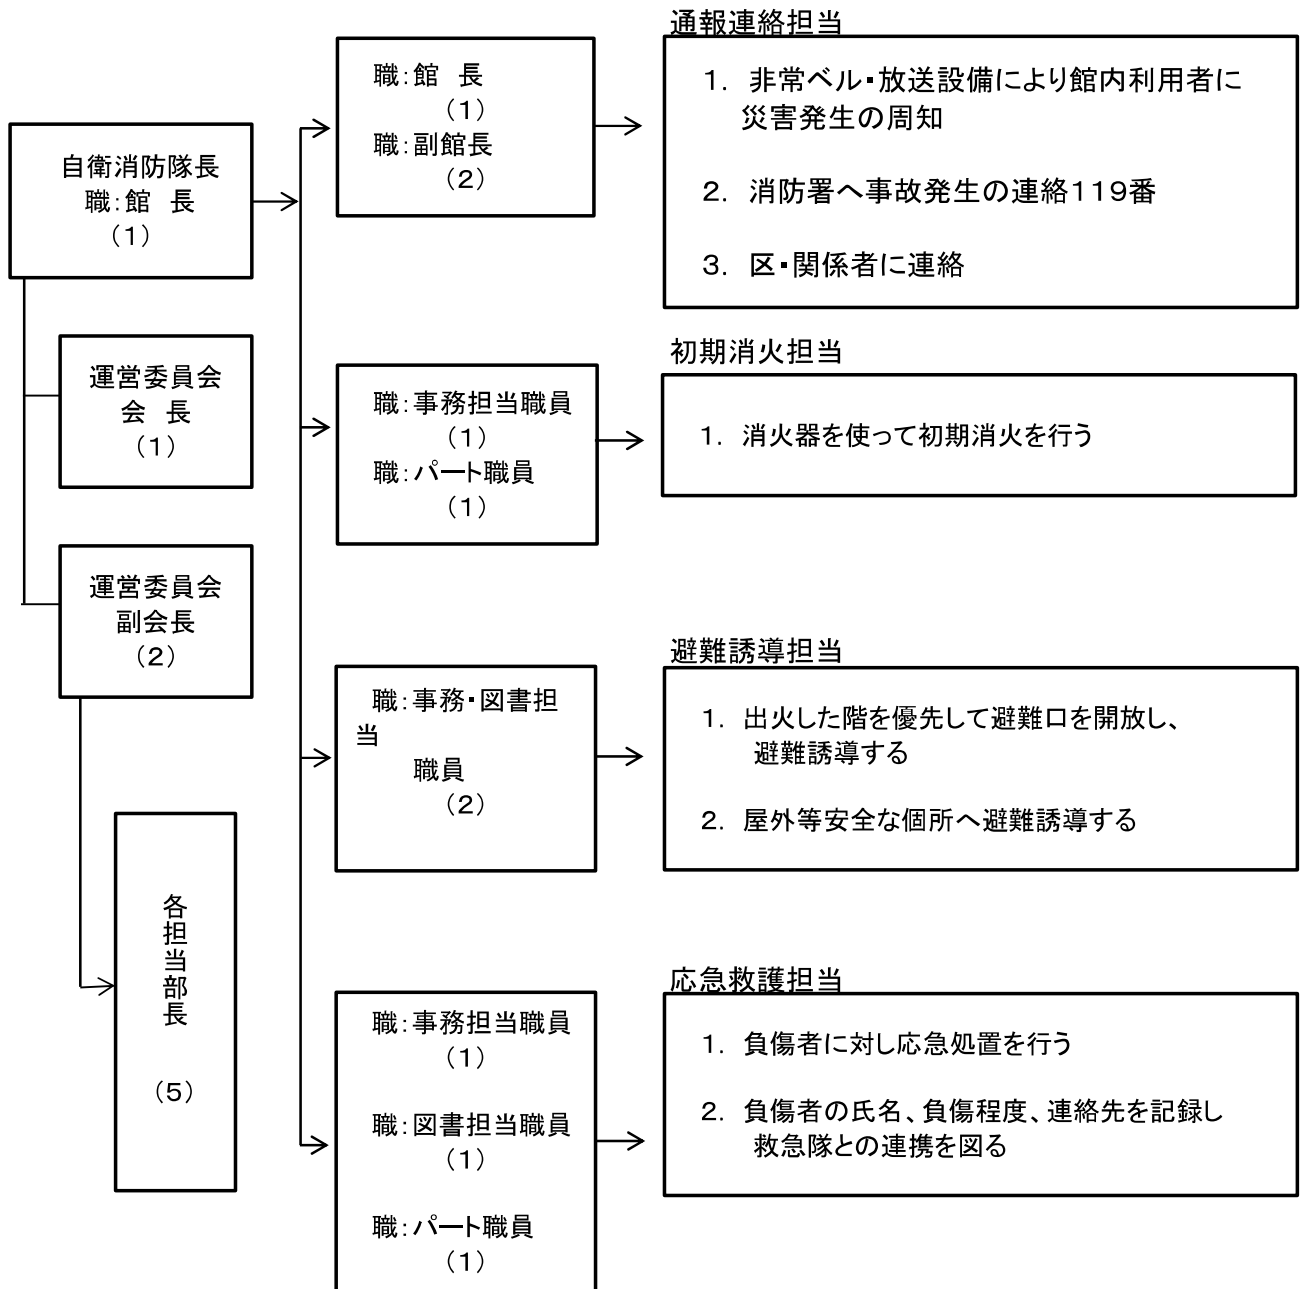 自衛消防隊長
職:館 長
(1)
運営委員会
会 長
(1)
運営委員会
副会長
(2)
各担当部長
(5)
職:館 長
(1)
職:副館長
(2)
通報連絡担当
1. 非常ベル・放送設備により館内利用者に
災害発生の周知
2. 消防署へ事故発生の連絡119番
3. 区・関係者に連絡
職:事務担当職員
(1)
職:パート職員
(1)
初期消火担当
1. 消火器を使って初期消火を行う
職:事務・図書担
当
職員
(2)
避難誘導担当
1. 出火した階を優先して避難口を開放し、
避難誘導する
2. 屋外等安全な個所へ避難誘導する
職:事務担当職員
(1)
職:図書担当職員
(1)
職:パート職員
(1)
応急救護担当
1. 負傷者に対し応急処置を行う
2. 負傷者の氏名、負傷程度、連絡先を記録し
救急隊との連携を図る